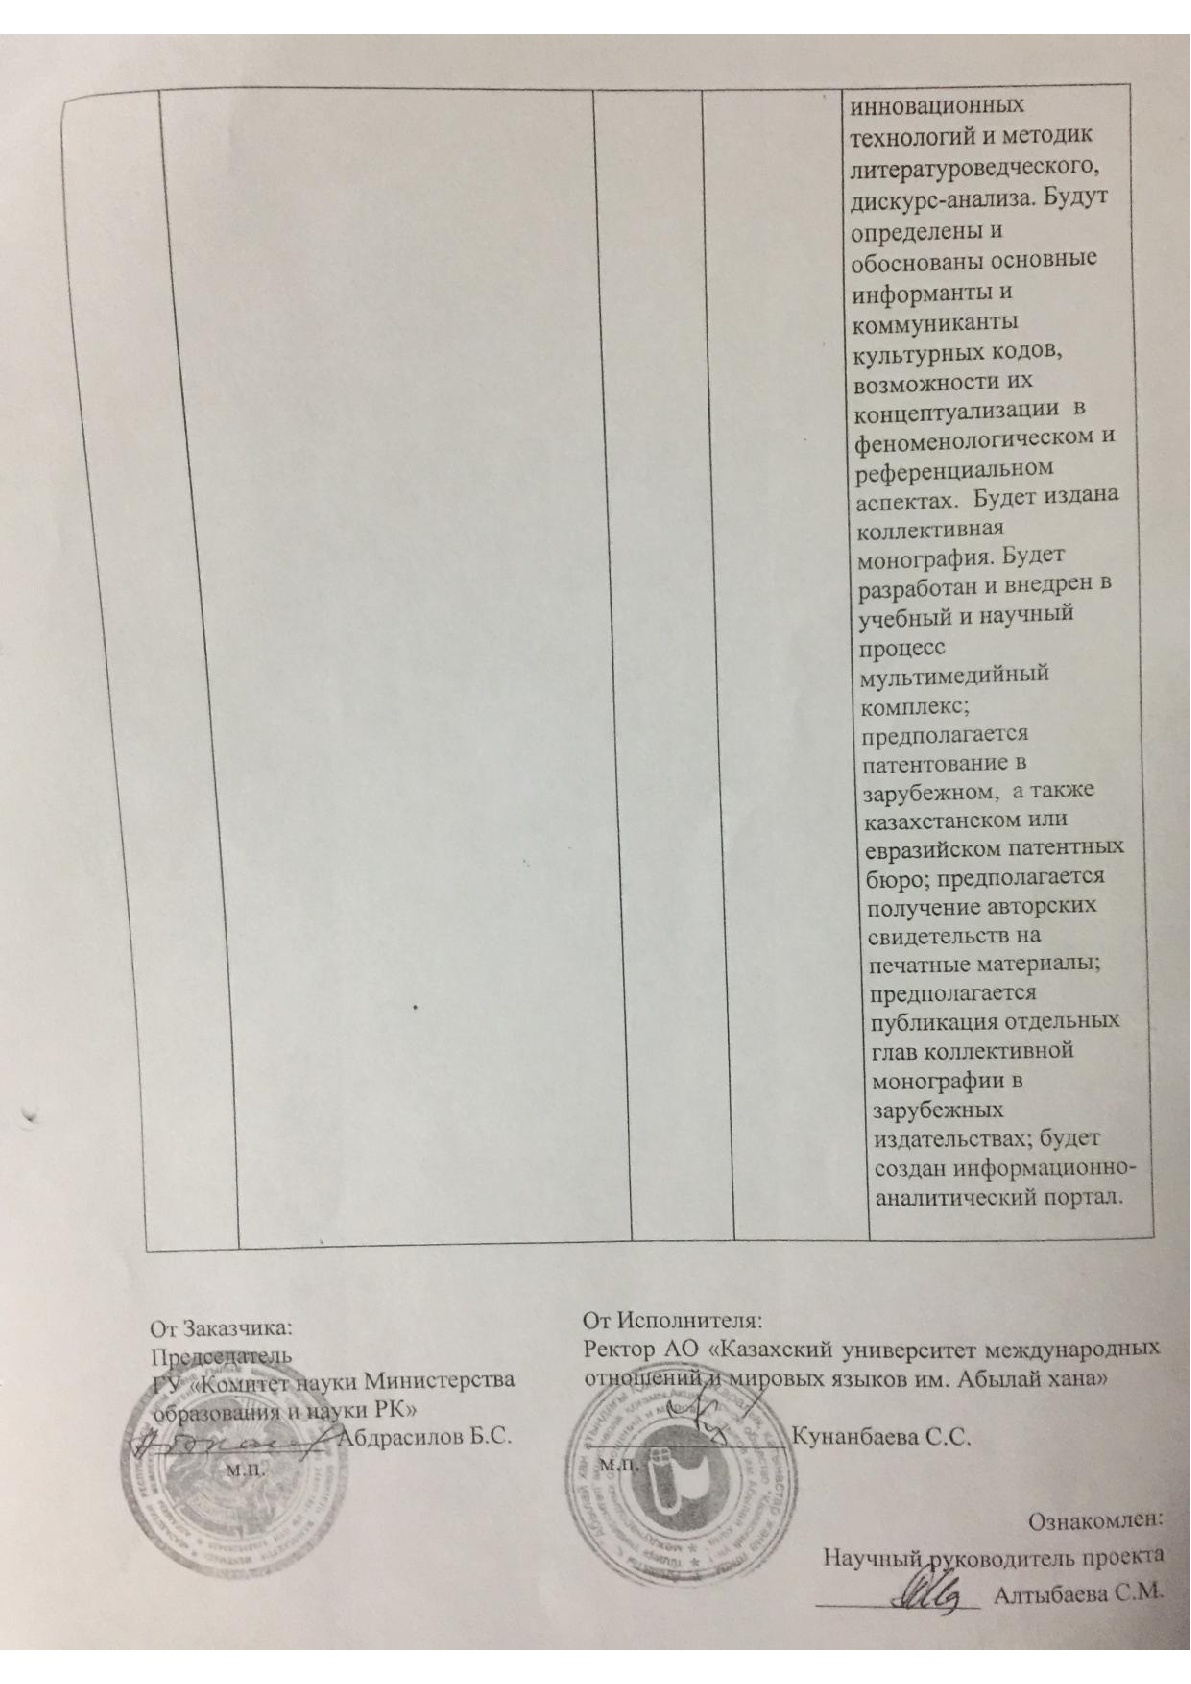 инновационных
технологий и методик
литературоведческого,
дискурс-анализа. Будут
определены и
обоснованы основные
информанты и
коммуниканты
культурных кодов,
возможности их
концептуализации в
феноменологическом и
референциальном
аспектах. Будет издана
коллективная
монография. Будет
разработан и внедрен в
учебный и научный
процесс
мультимедийный
комплекс;
предполагается
патентование в
зарубежном, а также
казахстанском или
евразийском патентных
бюро; предполагается
получение авторских
свидетельств на
печатные материалы;
предполагается
публикация отдельных
глав коллективной
монографии в
зарубежных
издательствах; будет
создан информационно-
аналитический портал.
От Заказчика:
Председатель
ГУ «Комитет науки Министерства
образования и науки РК»
Абдрасилов Б.С.
м.п.
От Исполнителя:
Ректор АО «Казахский университет международных
отношений и мировых языков им. Абылай хана»
Кунанбаева С.С.
м.п.
Ознакомлен:
Научный руководитель проекта
Алтыбаева С.М.